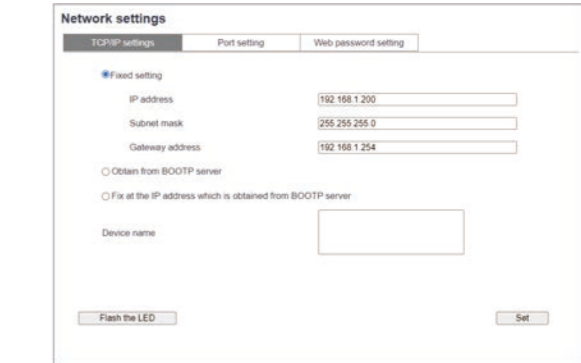 Network settings
TCP/IP settings Port setting Web password setting
Fixed setting
IP address 192.168.1.200
Subnet mask 255.255.255.0
Gateway address 192.168.1.254
Obtain from BOOTP server
Fix at the IP address which is obtained from BOOTP server
Device name
Flash the LED Set